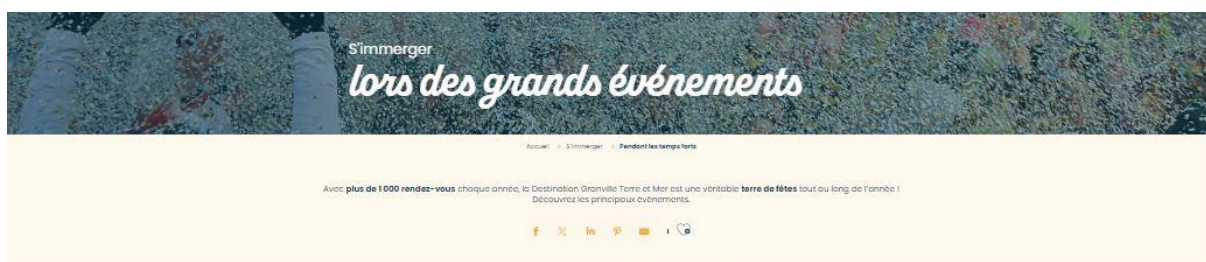 S'immerger
lors des grands événements
Accueil > S'immerger > Pendant les temps forts
Avec plus de 1000 rendez-vous chaque année, la Destination Granville Terre et Mer est une véritable terre de fêtes tout au long de l'année !
Découvrez les principaux événements.